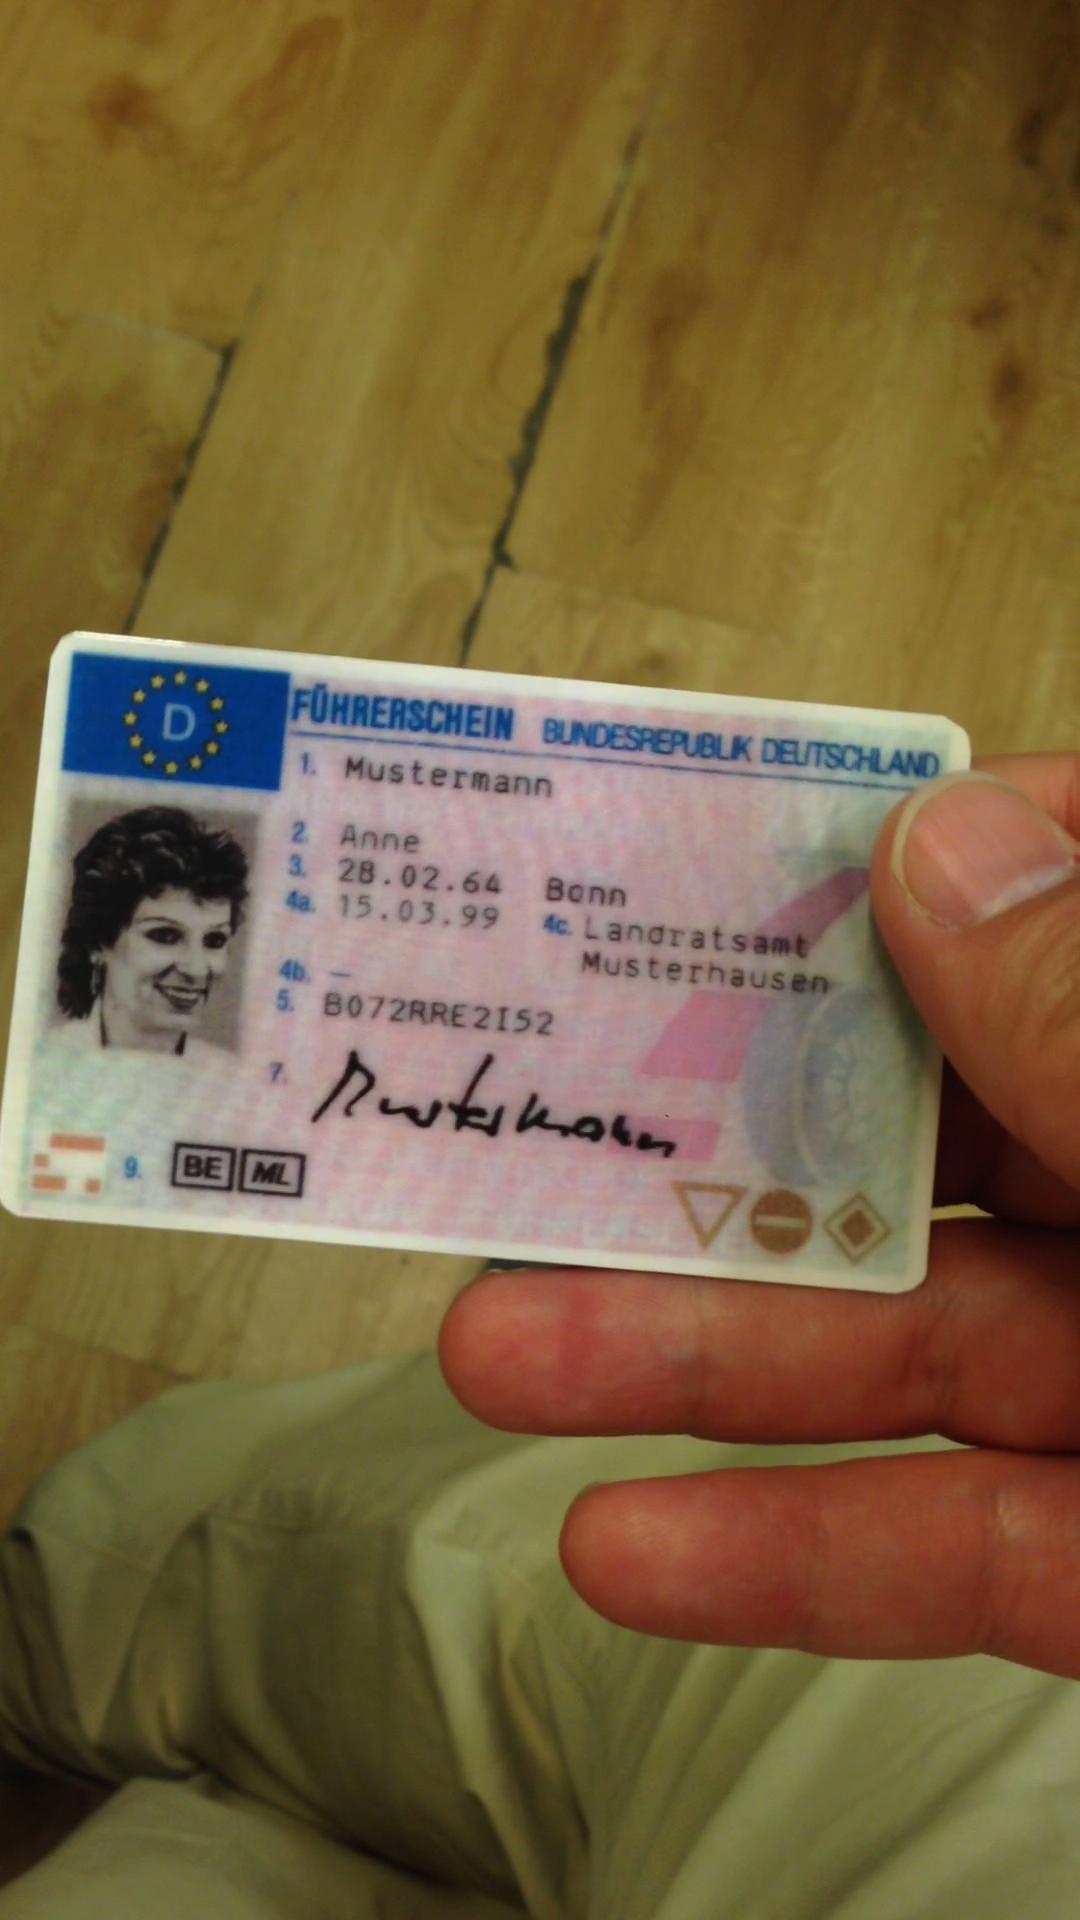 D
FÜHRERSCHEIN BUNDESREPUBLIK DEUTSCHLAND
1. Mustermann
2. Anne
3. 28.02.64 Bonn
4a. 15.03.99 4c. Landratsamt
Musterhausen
4b. –
5. B072RRE2I52
7. Mustermann
9. BE ML